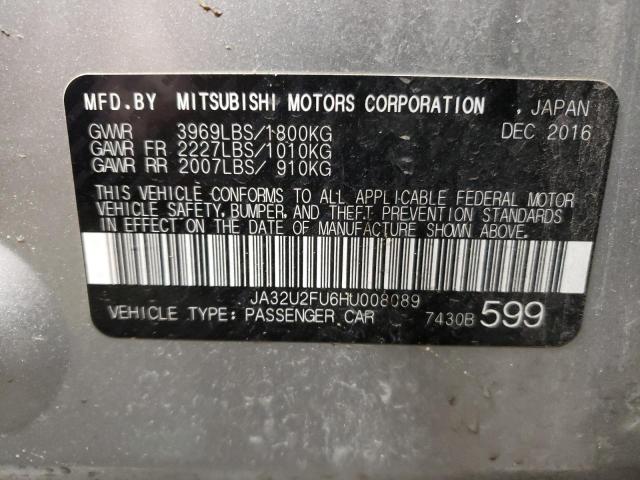 MFD.BY MITSUBISHI MOTORS CORPORATION , JAPAN
GVWR 3969LBS/1800KG DEC 2016
GAWR FR 2227LBS/1010KG
GAWR RR 2007LBS/ 910KG
THIS VEHICLE CONFORMS TO ALL APPLICABLE FEDERAL MOTOR
VEHICLE SAFETY, BUMPER, AND THEFT PREVENTION STANDARDS
IN EFFECT ON THE DATE OF MANUFACTURE SHOWN ABOVE.
JA32U2FU6HU008089
VEHICLE TYPE: PASSENGER CAR 7430B 599